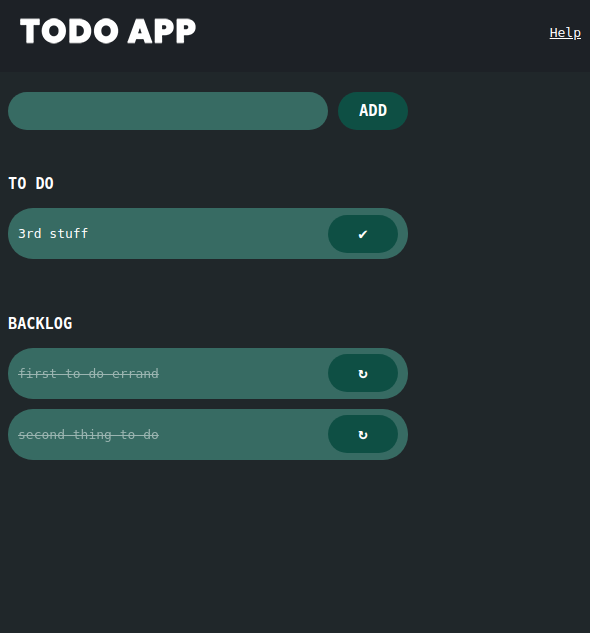 TODO APP
Help
ADD
TO DO
3rd stuff
✔
BACKLOG
first to do errand
↻
second thing to do
↻